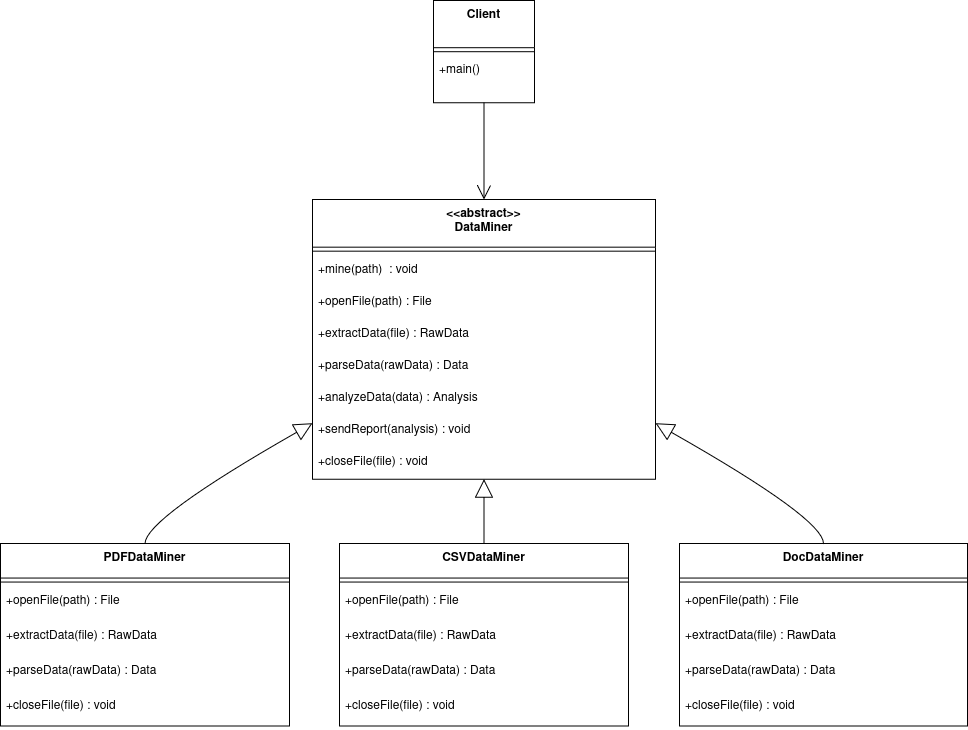 Client
+main()
<<abstract>>
DataMiner
+mine(path)  : void
+openFile(path) : File
+extractData(file) : RawData
+parseData(rawData) : Data
+analyzeData(data) : Analysis
+sendReport(analysis) : void
+closeFile(file) : void
PDFDataMiner
+openFile(path) : File
+extractData(file) : RawData
+parseData(rawData) : Data
+closeFile(file) : void
CSVDataMiner
+openFile(path) : File
+extractData(file) : RawData
+parseData(rawData) : Data
+closeFile(file) : void
DocDataMiner
+openFile(path) : File
+extractData(file) : RawData
+parseData(rawData) : Data
+closeFile(file) : void